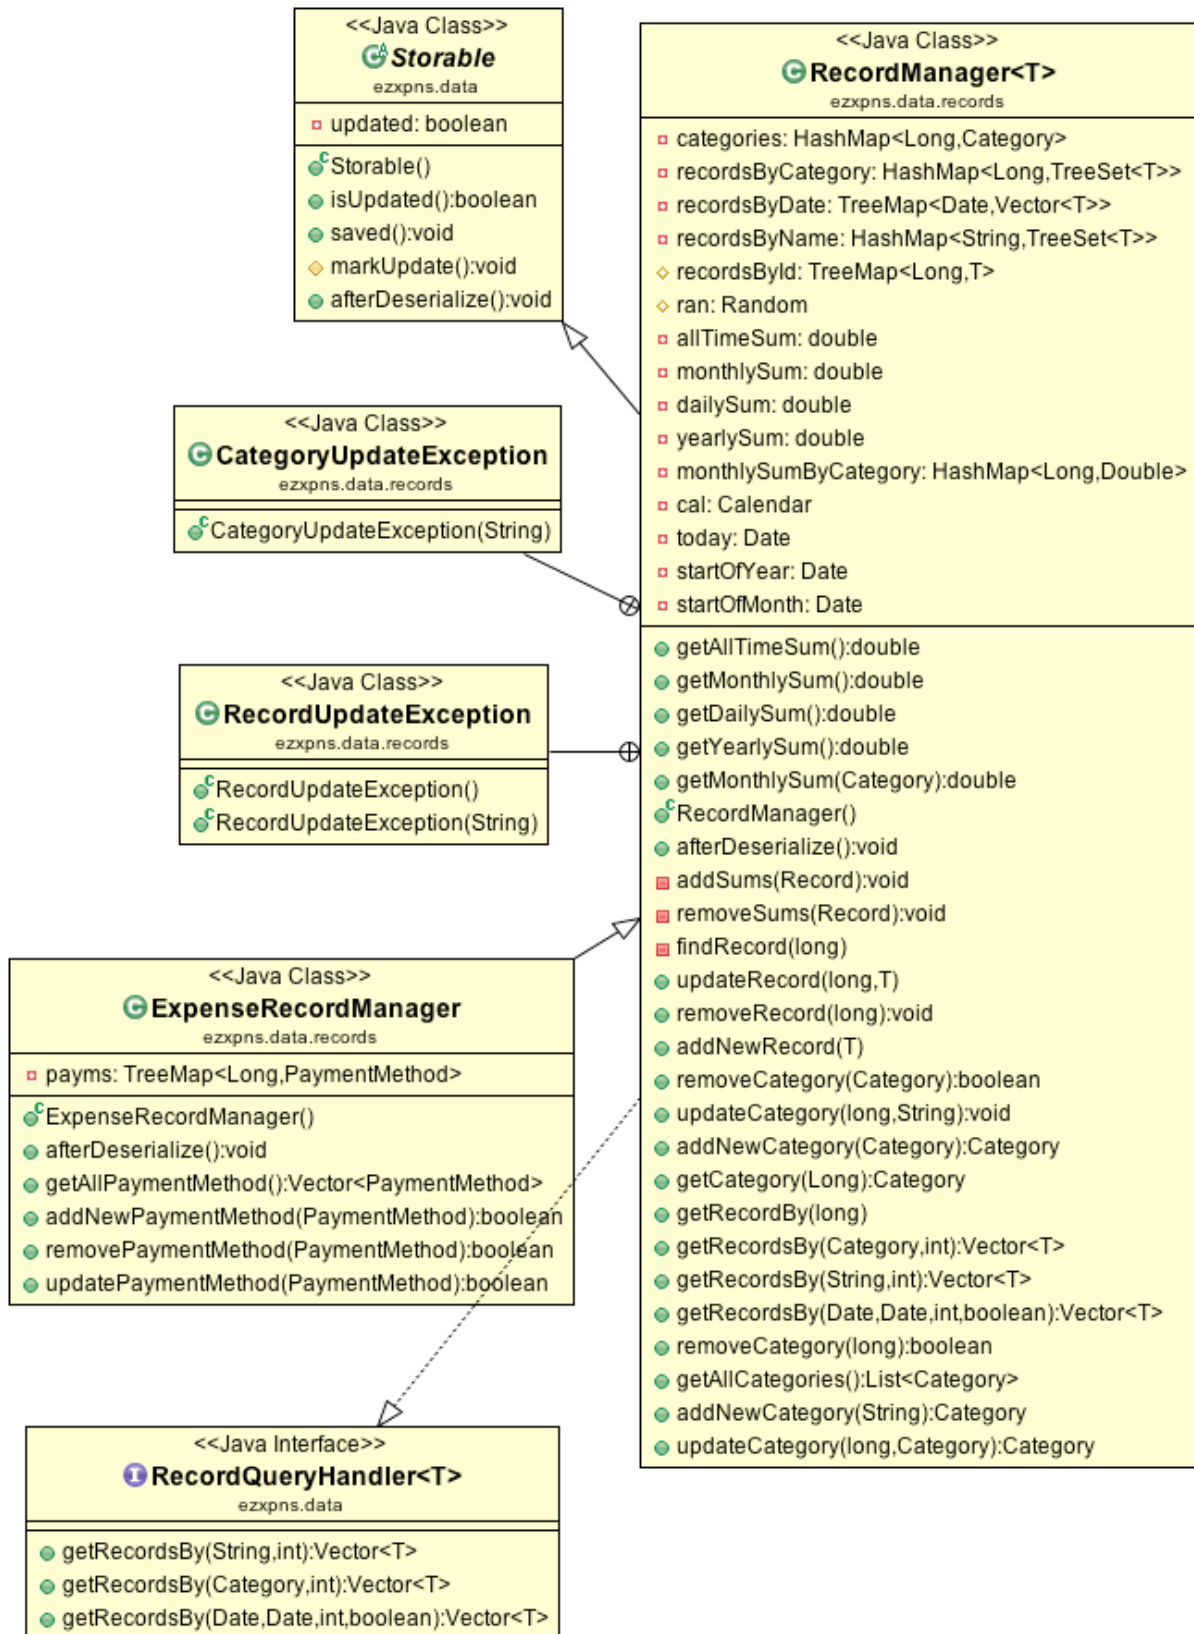 <<Java Class>>
Storable
ezxpns.data
updated: boolean
Storable()
isUpdated():boolean
saved():void
markUpdate():void
afterDeserialize():void
<<Java Class>>
CategoryUpdateException
ezxpns.data.records
CategoryUpdateException(String)
<<Java Class>>
RecordUpdateException
ezxpns.data.records
RecordUpdateException()
RecordUpdateException(String)
<<Java Class>>
ExpenseRecordManager
ezxpns.data.records
payms: TreeMap<Long,PaymentMethod>
ExpenseRecordManager()
afterDeserialize():void
getAllPaymentMethod():Vector<PaymentMethod>
addNewPaymentMethod(PaymentMethod):boolean
removePaymentMethod(PaymentMethod):boolean
updatePaymentMethod(PaymentMethod):boolean
<<Java Interface>>
RecordQueryHandler<T>
ezxpns.data
getRecordsBy(String,int):Vector<T>
getRecordsBy(Category,int):Vector<T>
getRecordsBy(Date,Date,int,boolean):Vector<T>
<<Java Class>>
RecordManager<T>
ezxpns.data.records
categories: HashMap<Long,Category>
recordsByCategory: HashMap<Long,TreeSet<T>>
recordsByDate: TreeMap<Date,Vector<T>>
recordsByName: HashMap<String,TreeSet<T>>
recordsById: TreeMap<Long,T>
ran: Random
allTimeSum: double
monthlySum: double
dailySum: double
yearlySum: double
monthlySumByCategory: HashMap<Long,Double>
cal: Calendar
today: Date
startOfYear: Date
startOfMonth: Date
getAllTimeSum():double
getMonthlySum():double
getDailySum():double
getYearlySum():double
getMonthlySum(Category):double
RecordManager()
afterDeserialize():void
addSums(Record):void
removeSums(Record):void
findRecord(long)
updateRecord(long,T)
removeRecord(long):void
addNewRecord(T)
removeCategory(Category):boolean
updateCategory(long,String):void
addNewCategory(Category):Category
getCategory(Long):Category
getRecordBy(long)
getRecordsBy(Category,int):Vector<T>
getRecordsBy(String,int):Vector<T>
getRecordsBy(Date,Date,int,boolean):Vector<T>
removeCategory(long):boolean
getAllCategories():List<Category>
addNewCategory(String):Category
updateCategory(long,Category):Category